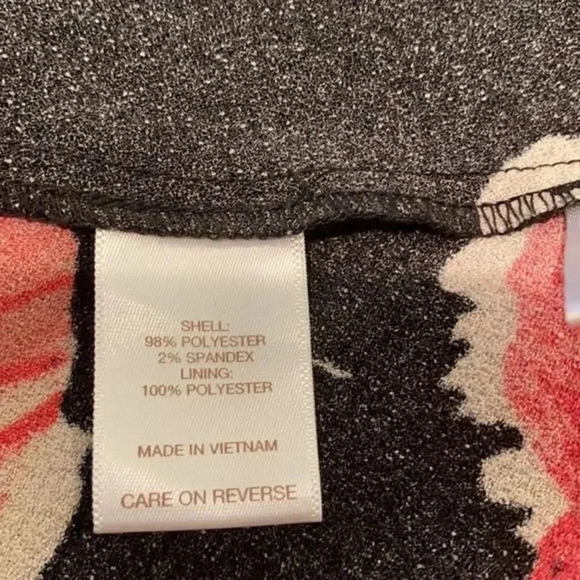 SHELL:
98% POLYESTER
2% SPANDEX
LINING:
100% POLYESTER
MADE IN VIETNAM
CARE ON REVERSE